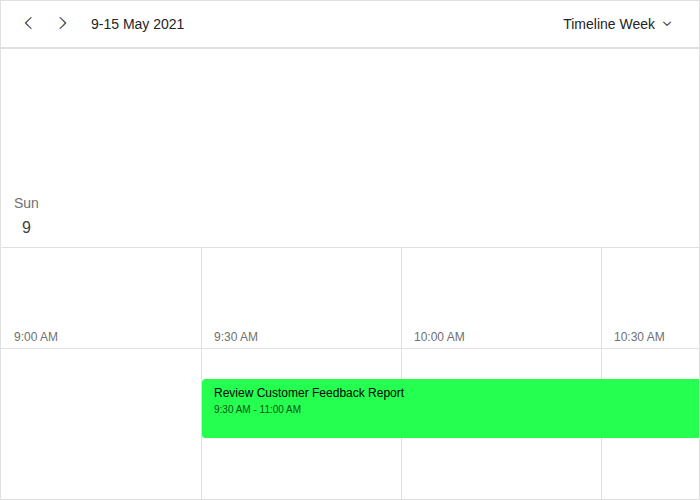 9-15 May 2021
Timeline Week
Sun
9
9:00 AM
9:30 AM
10:00 AM
10:30 AM
Review Customer Feedback Report
9:30 AM - 11:00 AM